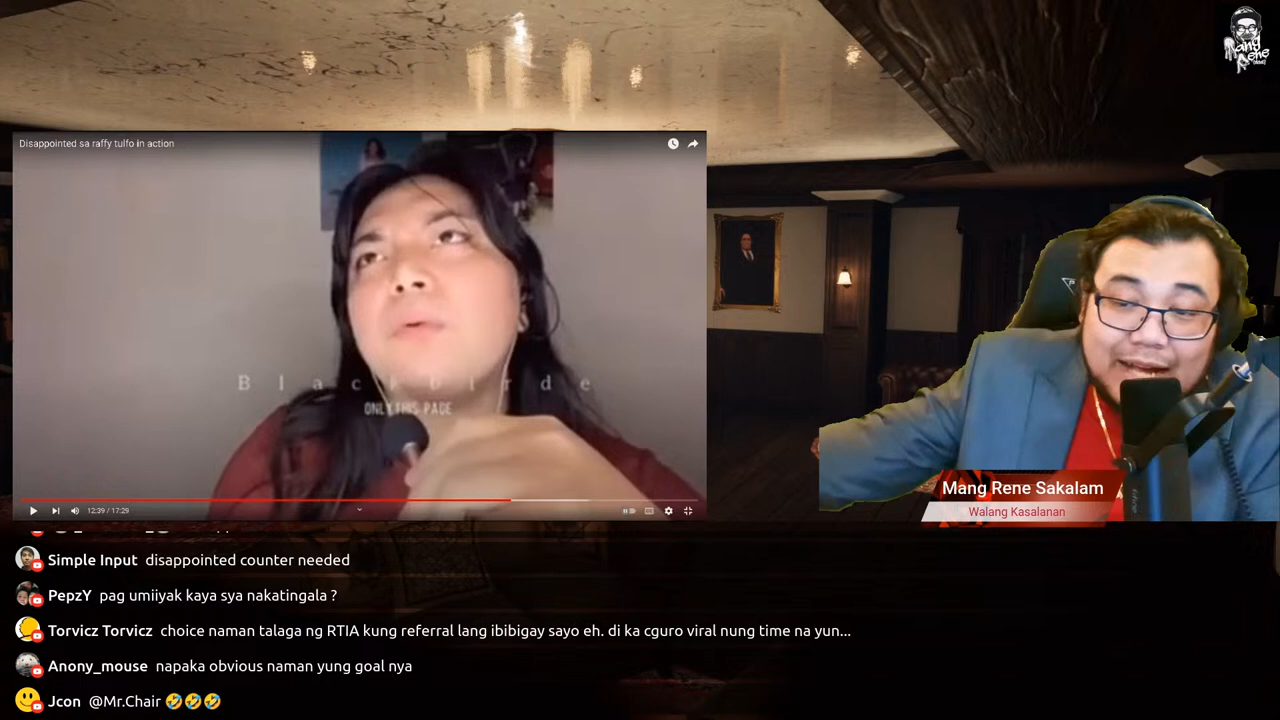 Mang
Rene
Disappointed sa raffy tulfo in action
Blackbirde
ONLY THIS PAGE
12:39 / 17:29
Mang Rene Sakalam
Walang Kasalanan
Simple Input disappointed counter needed
PepzY pag umiiyak kaya sya nakatingala ?
Torvicz Torvicz choice naman talaga ng RTIA kung referral lang ibibigay sayo eh. di ka cguro viral nung time na yun...
Anony_mouse napaka obvious naman yung goal nya
Jcon @Mr.Chair 🤣🤣🤣